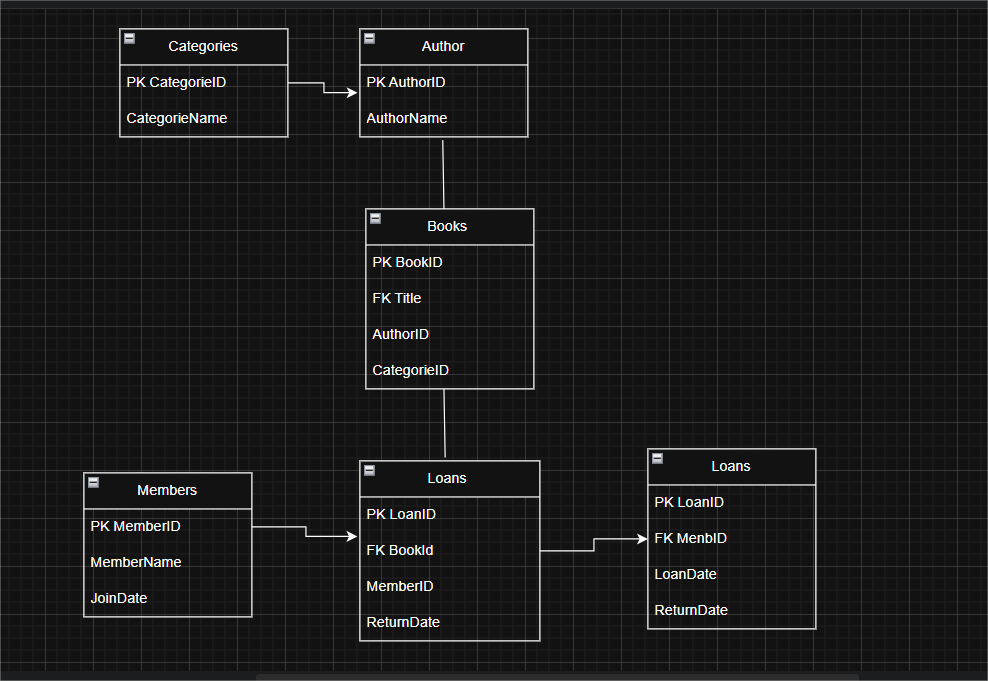 Categories
PK CategorieID
CategorieName
Author
PK AuthorID
AuthorName
Books
PK BookID
FK Title
AuthorID
CategorieID
Members
PK MemberID
MemberName
JoinDate
Loans
PK LoanID
FK BookId
MemberID
ReturnDate
Loans
PK LoanID
FK MenbID
LoanDate
ReturnDate